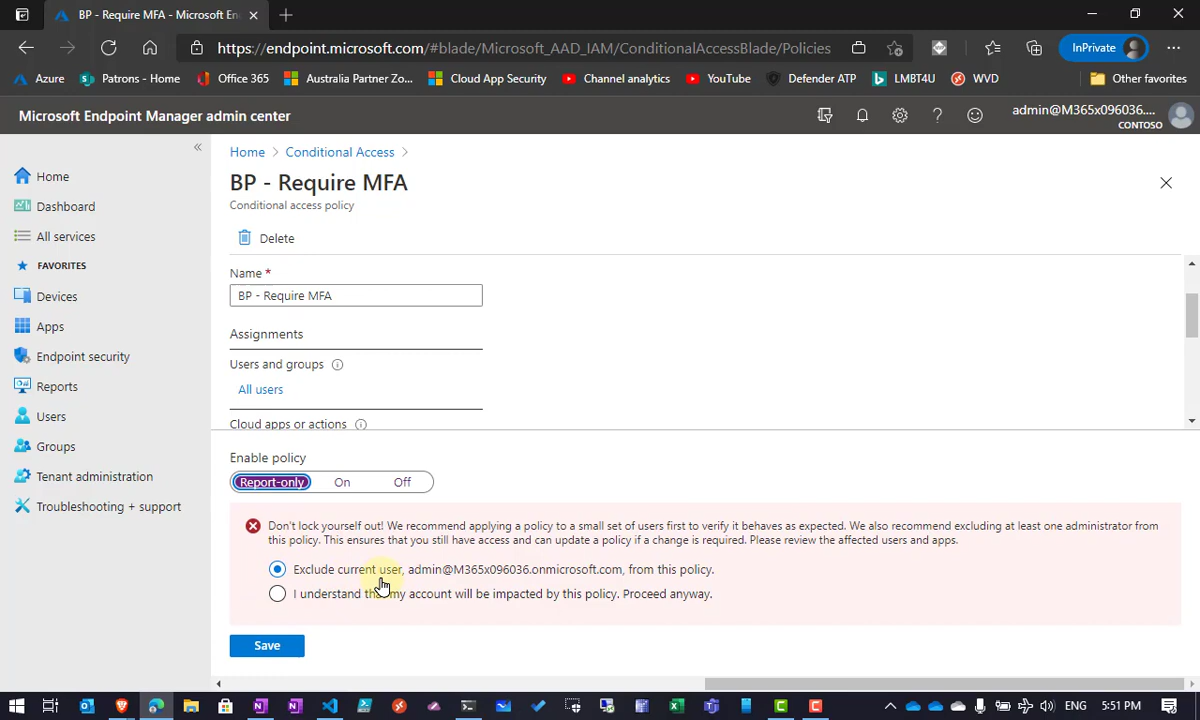 BP - Require MFA - Microsoft En
https://endpoint.microsoft.com/#blade/Microsoft_AAD_IAM/ConditionalAccessBlade/Policies
InPrivate
Azure
Patrons - Home
Office 365
Australia Partner Zo...
Cloud App Security
Channel analytics
YouTube
Defender ATP
LMBT4U
WVD
Other favorites
Microsoft Endpoint Manager admin center
admin@M365x096036....
CONTOSO
Home
Dashboard
All services
FAVORITES
Devices
Apps
Endpoint security
Reports
Users
Groups
Tenant administration
Troubleshooting + support
Home > Conditional Access >
BP - Require MFA
Conditional access policy
Delete
Name *
BP - Require MFA
Assignments
Users and groups
All users
Cloud apps or actions
Enable policy
Report-only On Off
Don't lock yourself out! We recommend applying a policy to a small set of users first to verify it behaves as expected. We also recommend excluding at least one administrator from
this policy. This ensures that you still have access and can update a policy if a change is required. Please review the affected users and apps.
Exclude current user, admin@M365x096036.onmicrosoft.com, from this policy.
I understand that my account will be impacted by this policy. Proceed anyway.
Save
ENG
5:51 PM